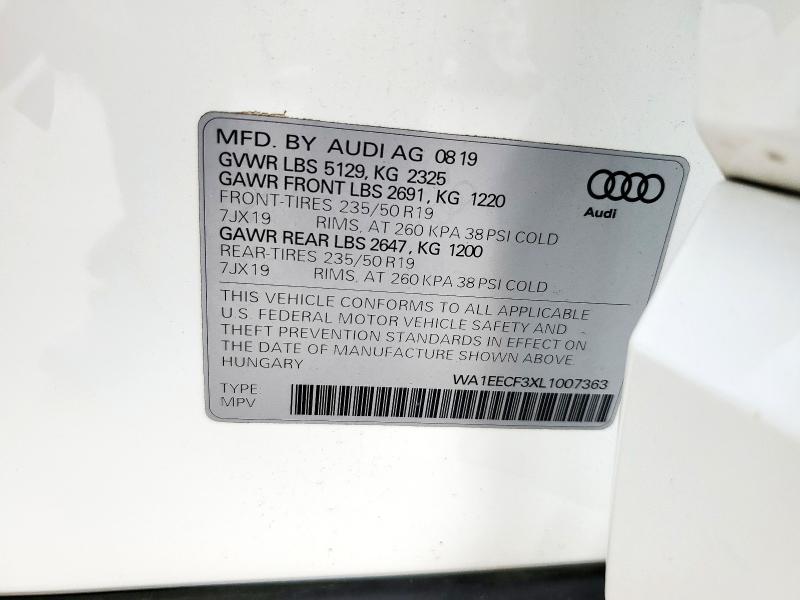 MFD. BY AUDI AG 08 19
GVWR LBS 5129, KG 2325
GAWR FRONT LBS 2691, KG 1220
FRONT-TIRES 235/50 R19
7JX19 RIMS, AT 260 KPA 38 PSI COLD
GAWR REAR LBS 2647, KG 1200
REAR-TIRES 235/50 R19
7JX19 RIMS, AT 260 KPA 38 PSI COLD
Audi
THIS VEHICLE CONFORMS TO ALL APPLICABLE
U.S. FEDERAL MOTOR VEHICLE SAFETY AND
THEFT PREVENTION STANDARDS IN EFFECT ON
THE DATE OF MANUFACTURE SHOWN ABOVE.
HUNGARY
WA1EECF3XL1007363
TYPE:
MPV